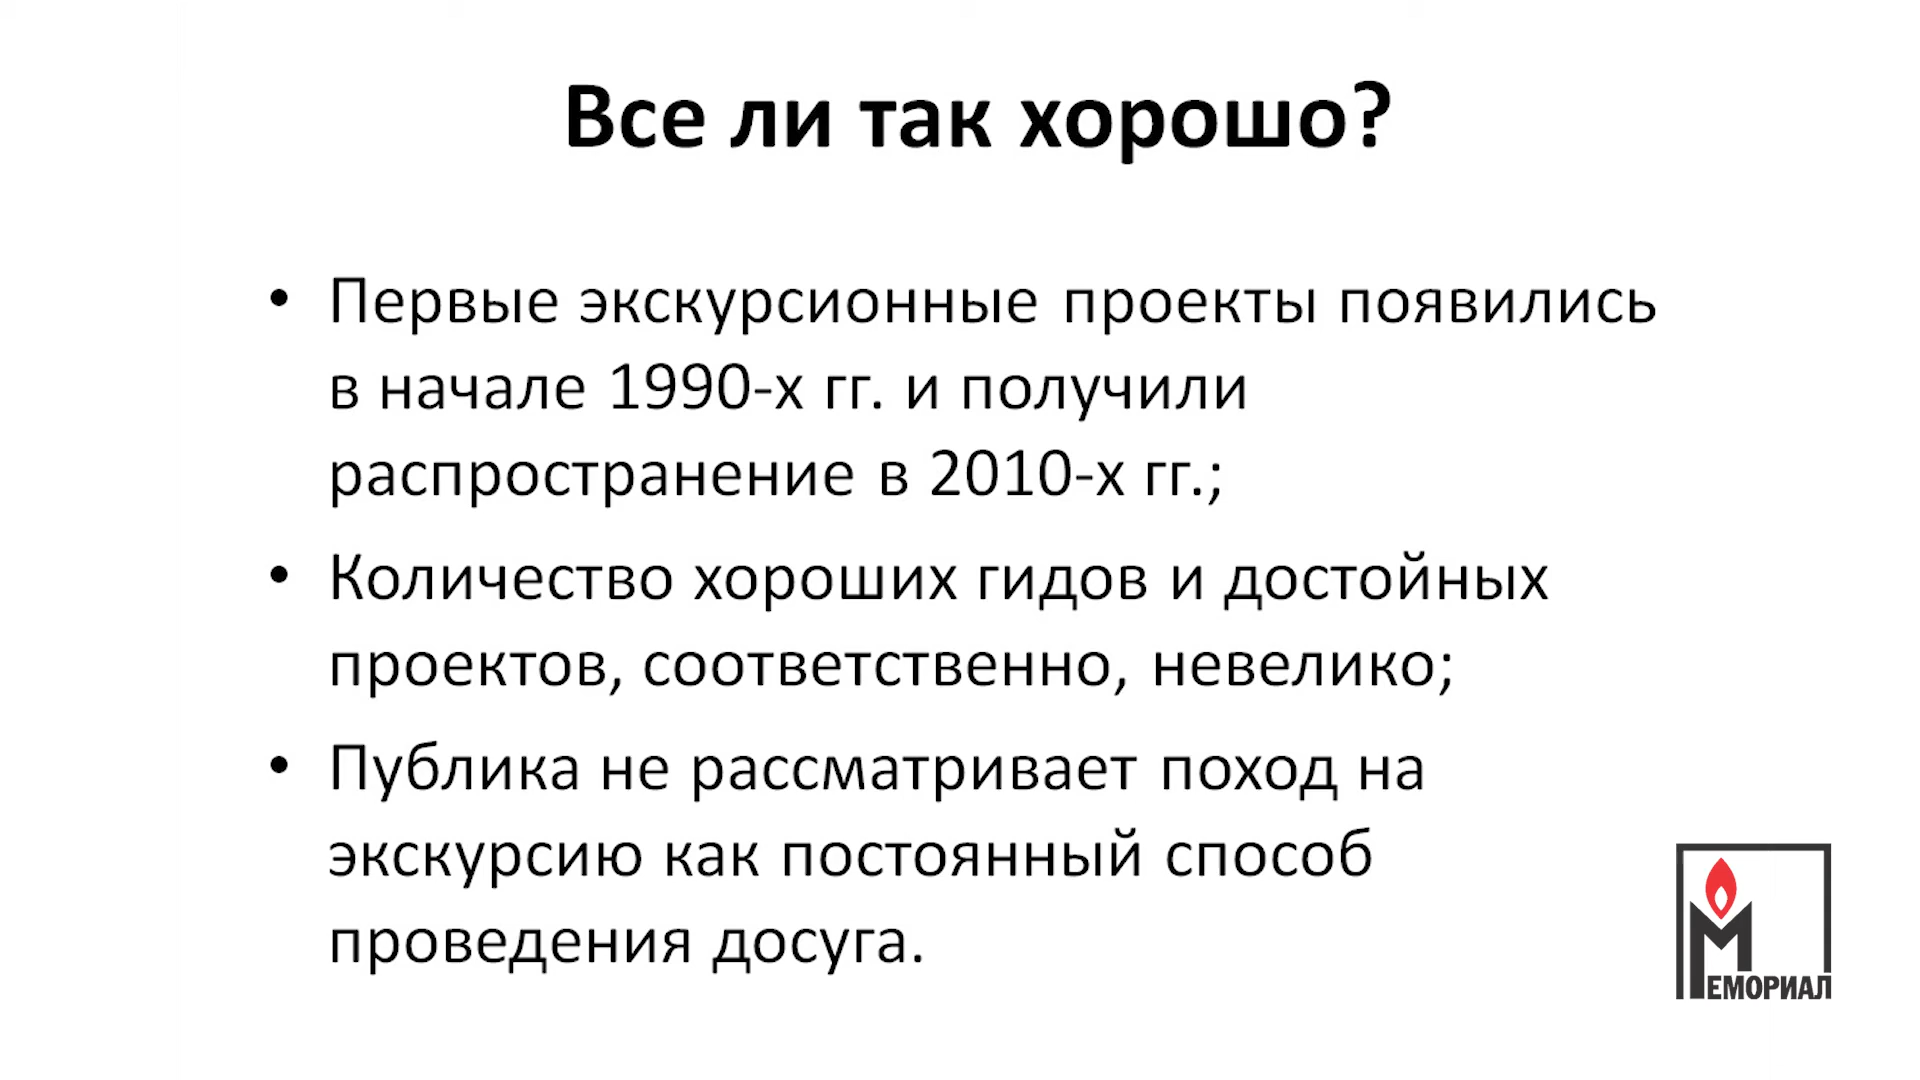 Все ли так хорошо?
• Первые экскурсионные проекты появились
в начале 1990-х гг. и получили
распространение в 2010-х гг.;
• Количество хороших гидов и достойных
проектов, соответственно, невелико;
• Публика не рассматривает поход на
экскурсию как постоянный способ
проведения досуга.
МЕМОРИАЛ